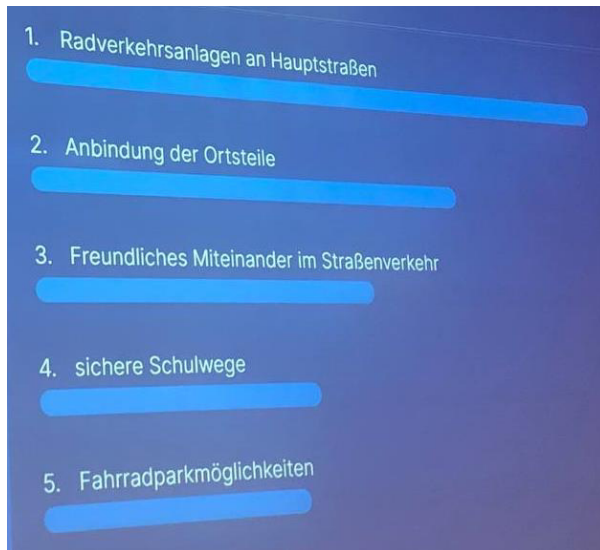 1. Radverkehrsanlagen an Hauptstraßen
2. Anbindung der Ortsteile
3. Freundliches Miteinander im Straßenverkehr
4. sichere Schulwege
5. Fahrradparkmöglichkeiten